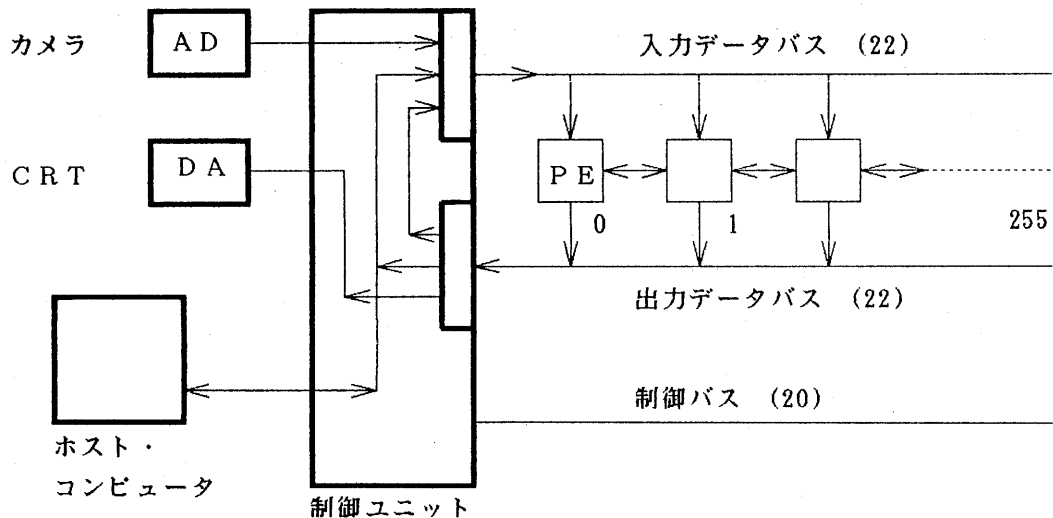 カメラ
AD
入力データバス (22)
CRT
DA
PE
0
1
255
出力データバス (22)
制御バス (20)
ホスト・
コンピュータ
制御ユニット